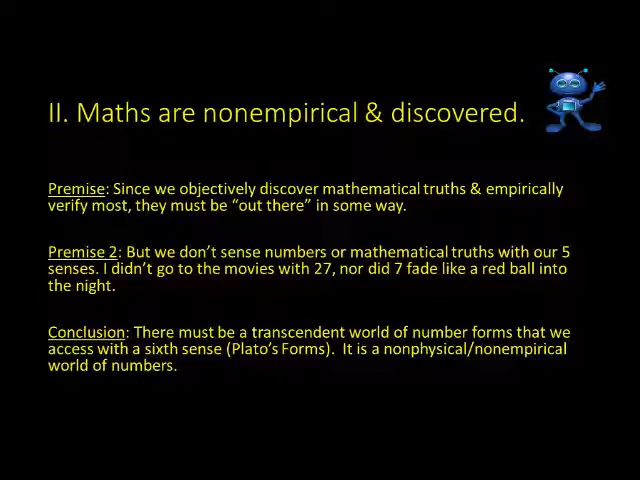 II. Maths are nonempirical & discovered.
Premise: Since we objectively discover mathematical truths & empirically
verify most, they must be “out there” in some way.
Premise 2: But we don’t sense numbers or mathematical truths with our 5
senses. I didn’t go to the movies with 27, nor did 7 fade like a red ball into
the night.
Conclusion: There must be a transcendent world of number forms that we
access with a sixth sense (Plato’s Forms). It is a nonphysical/nonempirical
world of numbers.